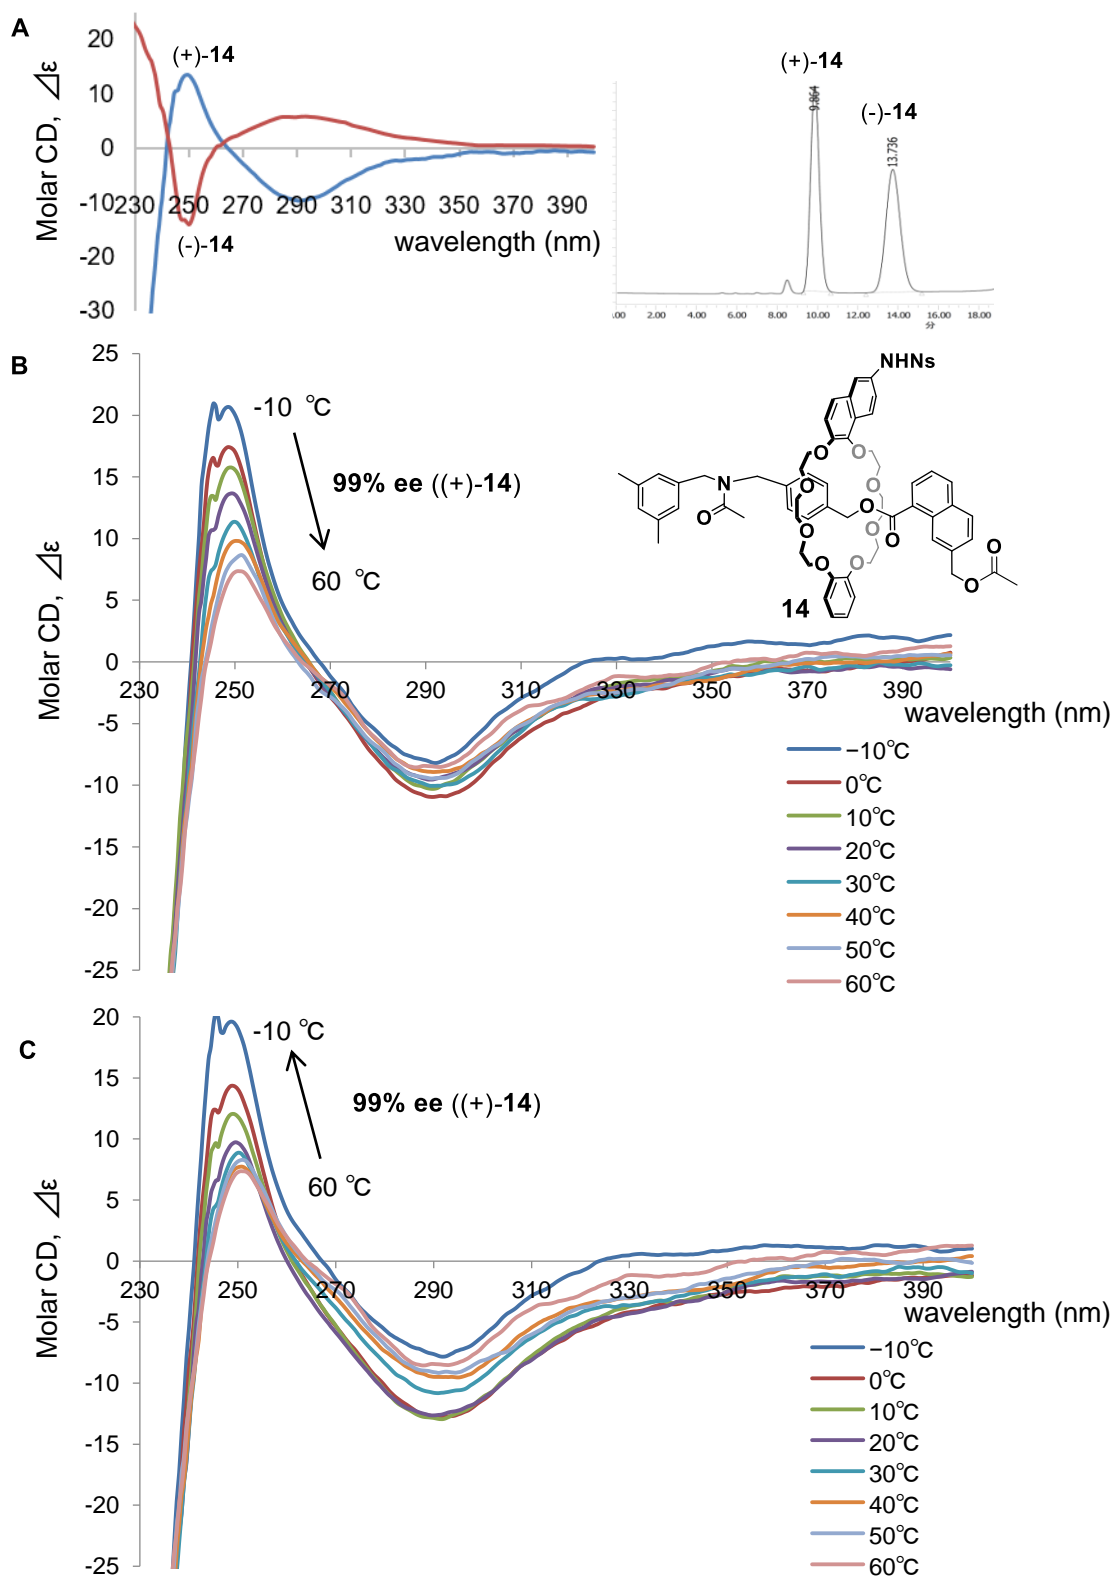 A
20
10
0
-10
-20
-30
Molar CD, ⊿ε
(+)-14
(-)-14
230 250 270 290 310 330 350 370 390
wavelength (nm)
(+)-14
9.864
(-)-14
13.736
.00 2.00 4.00 6.00 8.00 10.00 12.00 14.00 16.00 18.00
分
B
25
20
15
10
5
0
-5
-10
-15
-20
-25
Molar CD, ⊿ε
-10 ℃
99% ee ((+)-14)
60 ℃
230 250 270 290 310 330 350 370 390
wavelength (nm)
NHNs
O O
O O
N
O
O
O
O O
O O
O
O
14
−10℃
0℃
10℃
20℃
30℃
40℃
50℃
60℃
C
20
15
10
5
0
-5
-10
-15
-20
-25
Molar CD, ⊿ε
-10 ℃
99% ee ((+)-14)
60 ℃
230 250 270 290 310 330 350 370 390
wavelength (nm)
−10℃
0℃
10℃
20℃
30℃
40℃
50℃
60℃